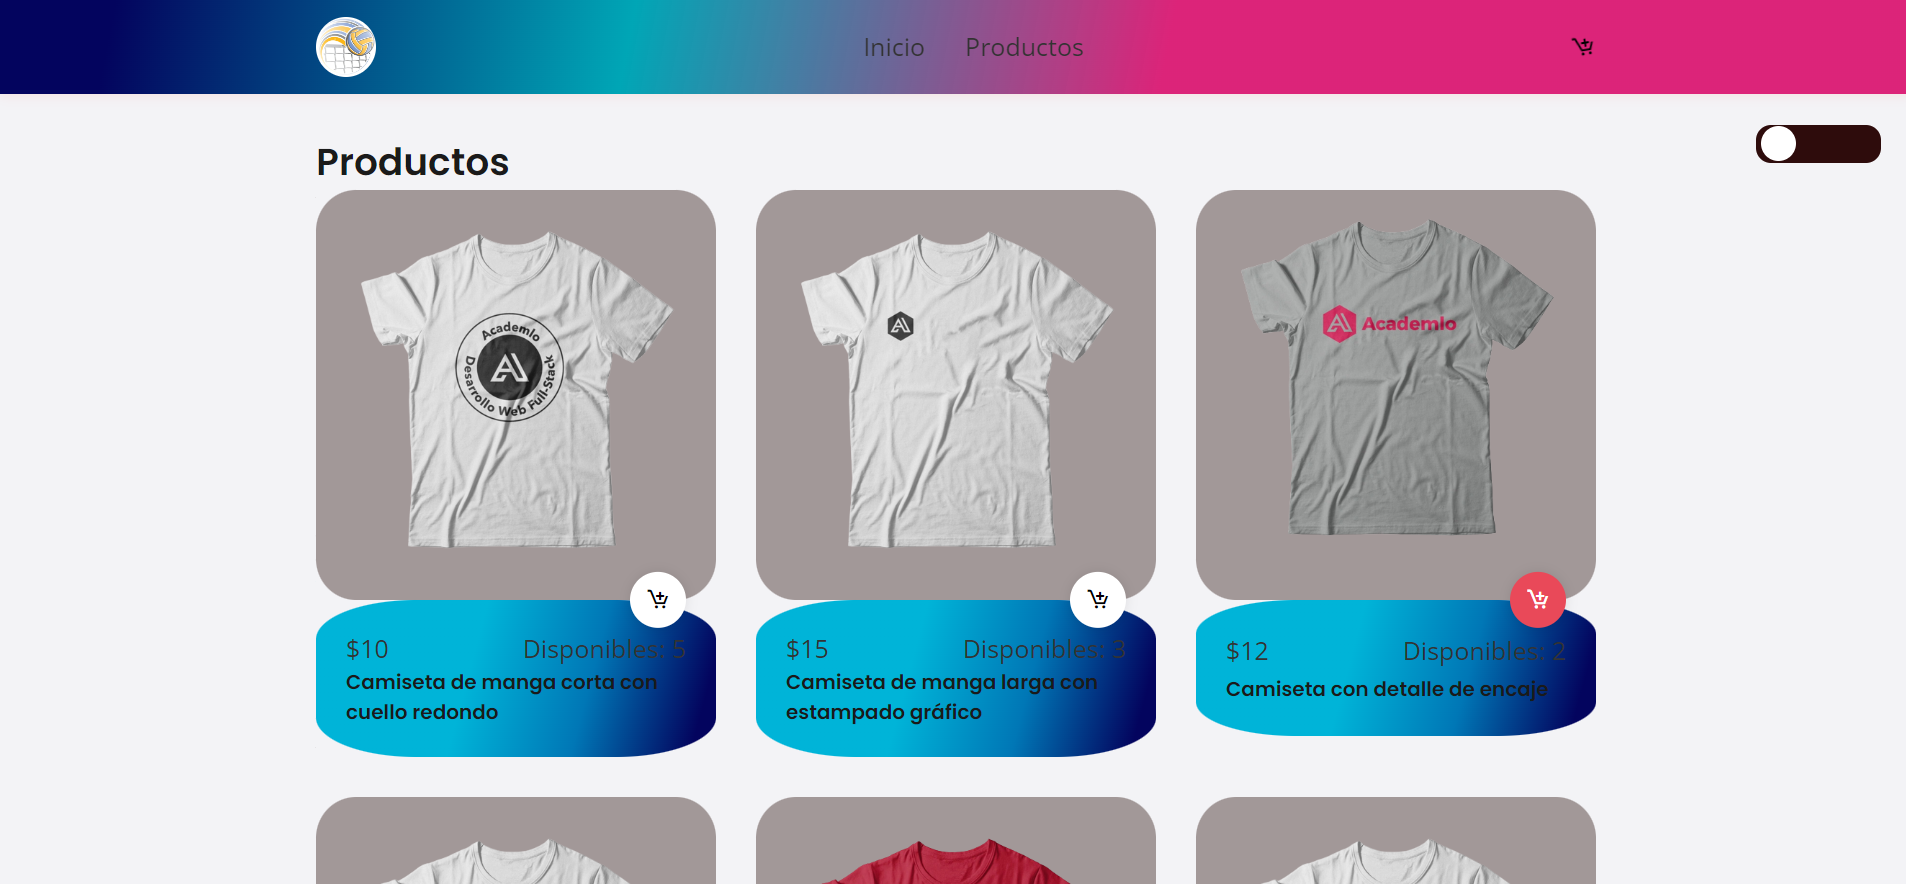 Inicio Productos
Productos
Academlo
Desarrollo Web Full-Stack
Academlo
$10 Disponibles: 5
Camiseta de manga corta con
cuello redondo
$15 Disponibles: 3
Camiseta de manga larga con
estampado gráfico
$12 Disponibles: 2
Camiseta con detalle de encaje